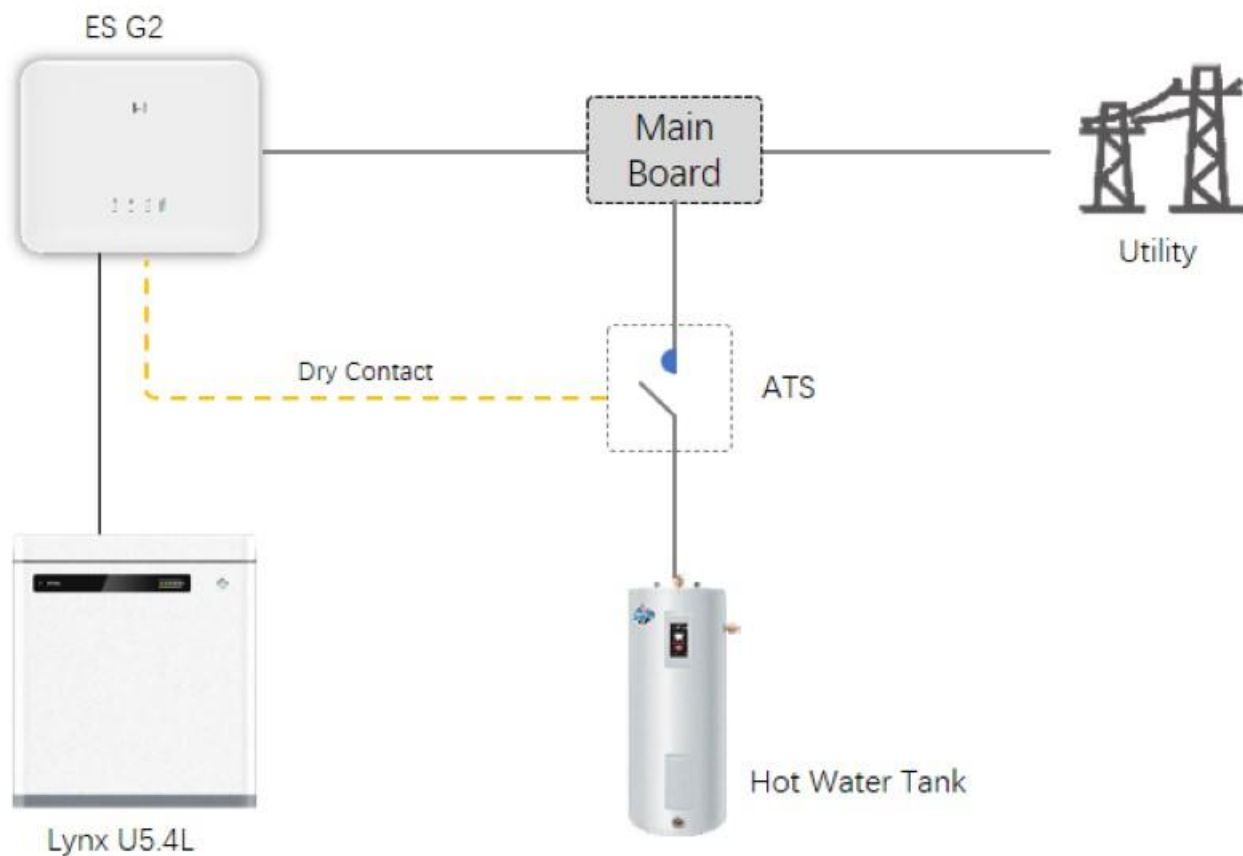 ES G2
Main
Board
Utility
Dry Contact
ATS
Hot Water Tank
Lynx U5.4L